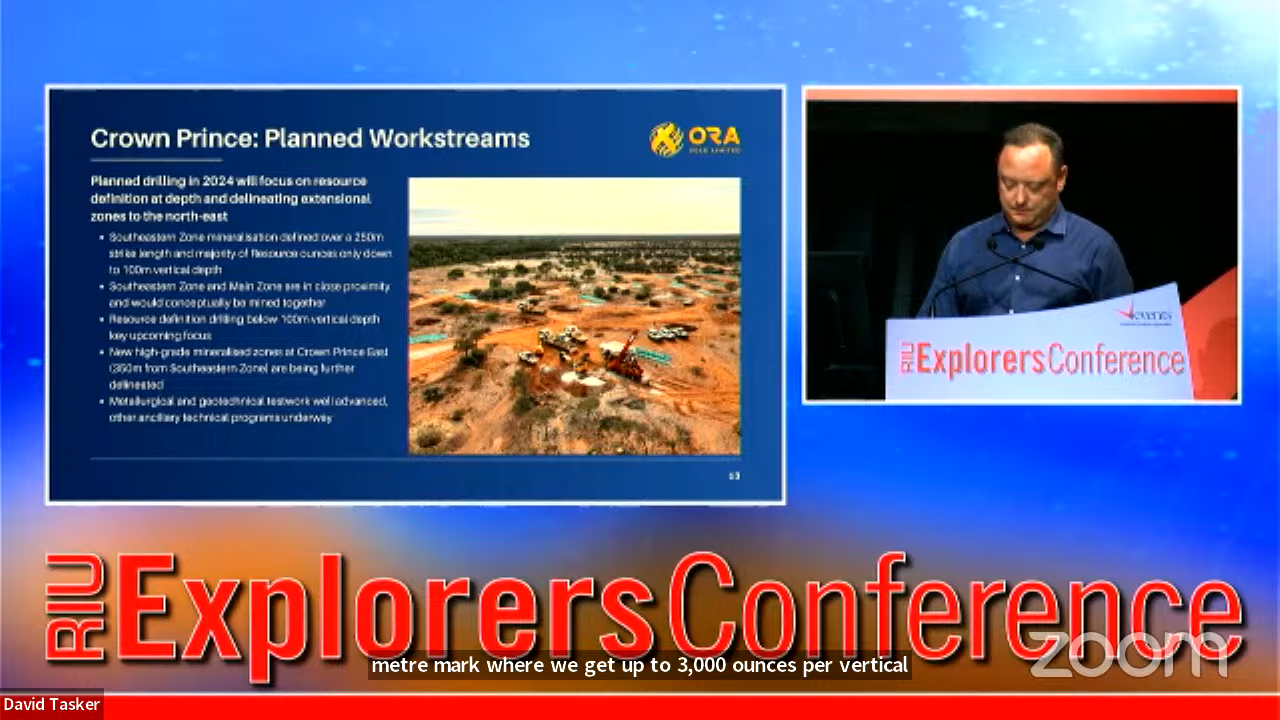 Crown Prince: Planned Workstreams
ORA
GOLD LIMITED
Planned drilling in 2024 will focus on resource
definition at depth and delineating extensional
zones to the north-east
• Southeastern Zone mineralisation defined over a 250m
strike length and majority of Resource ounces only down
to 100m vertical depth
• Southeastern Zone and Main Zone are in close proximity
and would conceptually be mined together
• Resource definition drilling below 100m vertical depth
key upcoming focus
• New high-grade mineralised zones at Crown Prince East
(350m from Southeastern Zone) are being further
delineated
• Metallurgical and geotechnical testwork well advanced,
other ancillary technical programs underway
13
events
RIU ExplorersConference
RIU ExplorersConference
zoom
metre mark where we get up to 3,000 ounces per vertical
David Tasker